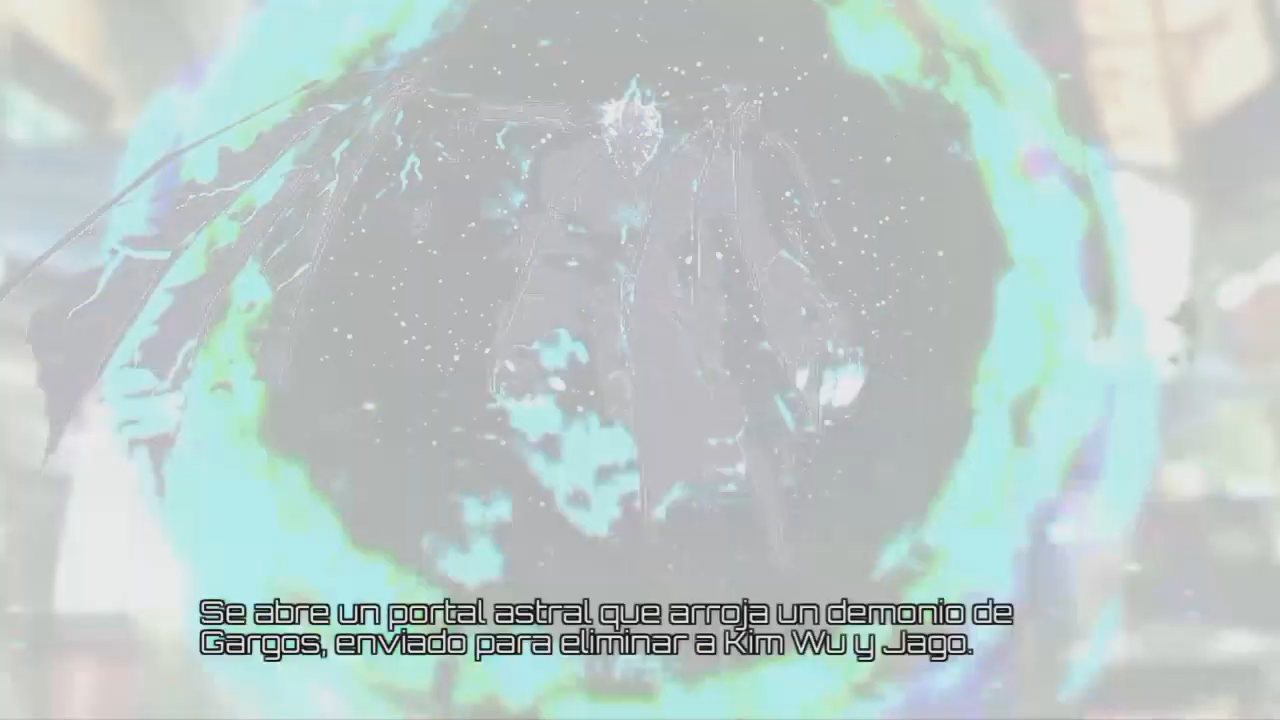 Se abre un portal astral que arroja un demonio de
Gargos, enviado para eliminar a Kim Wu y Jago.